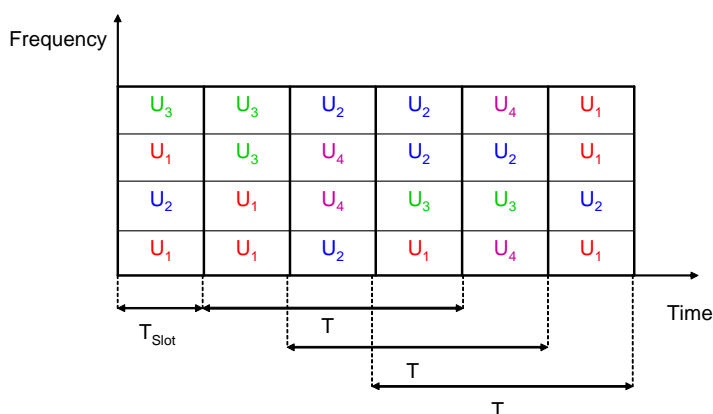 Frequency
U3 U3 U2 U2 U4 U1
U1 U3 U4 U2 U2 U1
U2 U1 U4 U3 U3 U2
U1 U1 U2 U1 U4 U1
Time
TSlot
T
T
T